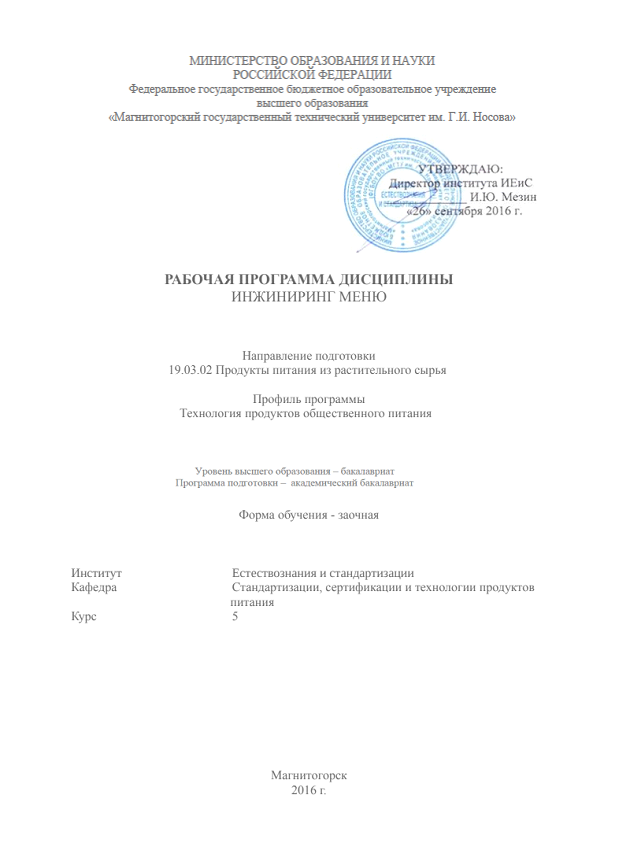 МИНИСТЕРСТВО ОБРАЗОВАНИЯ И НАУКИ
РОССИЙСКОЙ ФЕДЕРАЦИИ
Федеральное государственное бюджетное образовательное учреждение
высшего образования
«Магнитогорский государственный технический университет им. Г.И. Носова»
УТВЕРЖДАЮ:
Директор института ИЕиС
И.Ю. Мезин
«26» сентября 2016 г.
ЕСТЕСТВОЗНАНИЯ
РАБОЧАЯ ПРОГРАММА ДИСЦИПЛИНЫ
ИНЖИНИРИНГ МЕНЮ
Направление подготовки
19.03.02 Продукты питания из растительного сырья
Профиль программы
Технология продуктов общественного питания
Уровень высшего образования – бакалавриат
Программа подготовки – академический бакалавриат
Форма обучения - заочная
Институт Естествознания и стандартизации
Кафедра Стандартизации, сертификации и технологии продуктов
питания
Курс 5
Магнитогорск
2016 г.